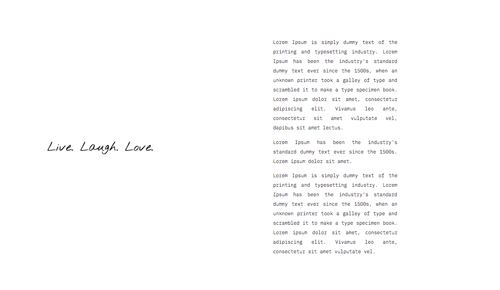 Live. Laugh. Love.
Lorem Ipsum is simply dummy text of the
printing and typesetting industry. Lorem
Ipsum has been the industry's standard
dummy text ever since the 1500s, when an
unknown printer took a galley of type and
scrambled it to make a type specimen book.
Lorem ipsum dolor sit amet, consectetur
adipiscing elit. Vivamus leo ante,
consectetur sit amet vulputate vel,
dapibus sit amet lectus.
Ipsum has been the industry's
standard dummy text ever since the 1500s.
Lorem ipsum dolor sit amet.
Lorem Ipsum is simply dummy text of the
printing and typesetting industry. Lorem
Ipsum has been the industry's standard
dummy text ever since the 1500s, when an
unknown printer took a galley of type and
scrambled it to make a type specimen book.
Lorem ipsum dolor sit amet, consectetur
adipiscing elit. Vivamus leo ante,
consectetur sit amet vulputate vel.